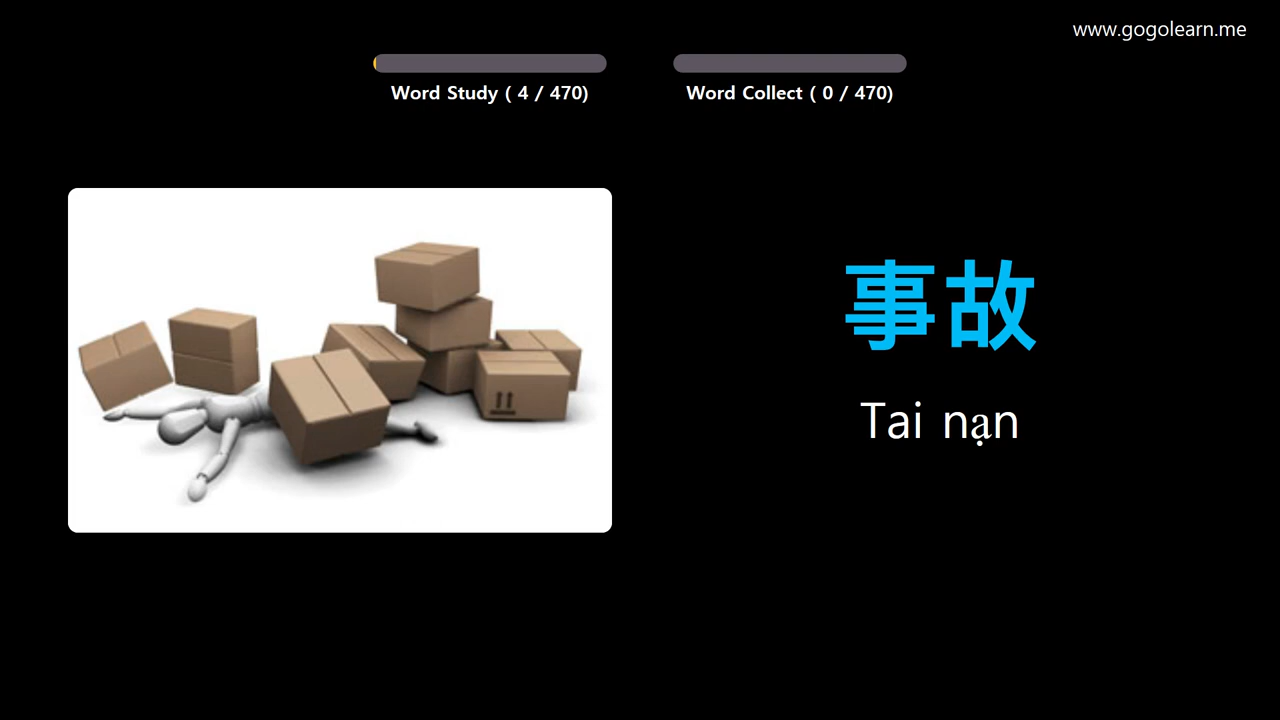 www.gogolearn.me
Word Study ( 4 / 470)
Word Collect ( 0 / 470)
事故
Tai nạn